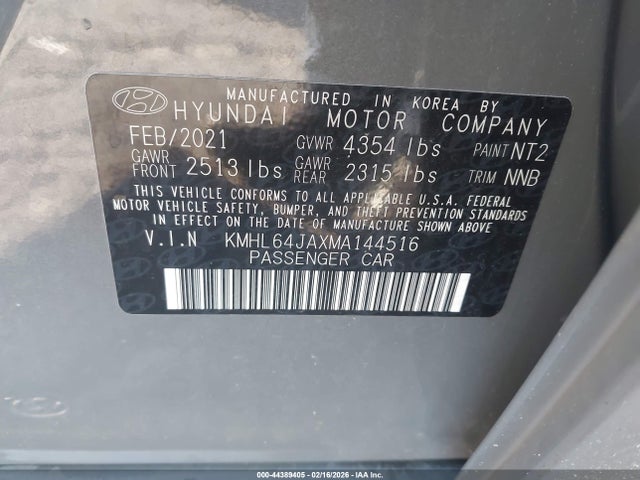 MANUFACTURED IN KOREA BY
HYUNDAI MOTOR COMPANY
FEB/2021 GVWR 4354 lbs PAINT NT2
GAWR FRONT 2513 lbs GAWR REAR 2315 lbs TRIM NNB
THIS VEHICLE CONFORMS TO ALL APPLICABLE U.S.A. FEDERAL
MOTOR VEHICLE SAFETY, BUMPER, AND THEFT PREVENTION STANDARDS
IN EFFECT ON THE DATE OF MANUFACTURE SHOWN ABOVE
V.I.N KMHL64JAXMA144516
PASSENGER CAR
000-44389405 - 02/16/2026 - IAAI.CA